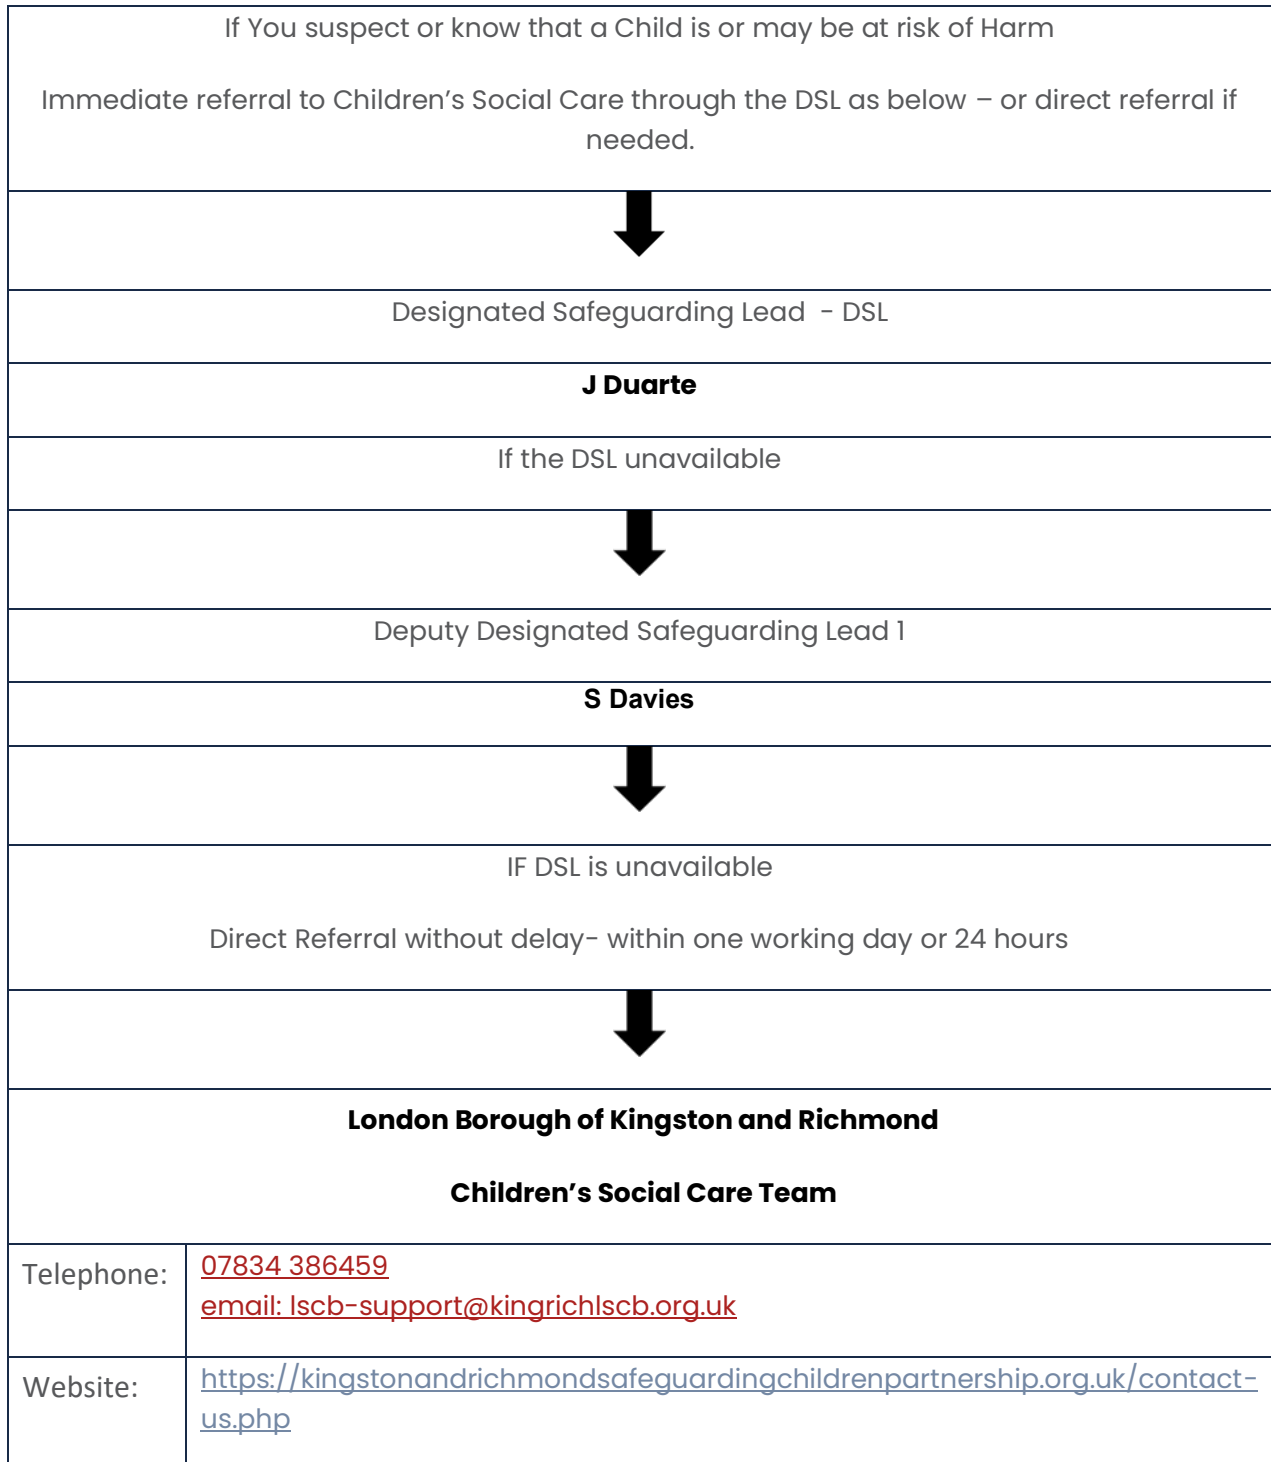 If You suspect or know that a Child is or may be at risk of Harm
Immediate referral to Children’s Social Care through the DSL as below – or direct referral if
needed.
Designated Safeguarding Lead - DSL
J Duarte
If the DSL unavailable
Deputy Designated Safeguarding Lead 1
S Davies
IF DSL is unavailable
Direct Referral without delay- within one working day or 24 hours
London Borough of Kingston and Richmond
Children’s Social Care Team
Telephone: 07834 386459
email: lscb-support@kingrichlscb.org.uk
Website: https://kingstonandrichmondsafeguardingchildrenpartnership.org.uk/contact-
us.php